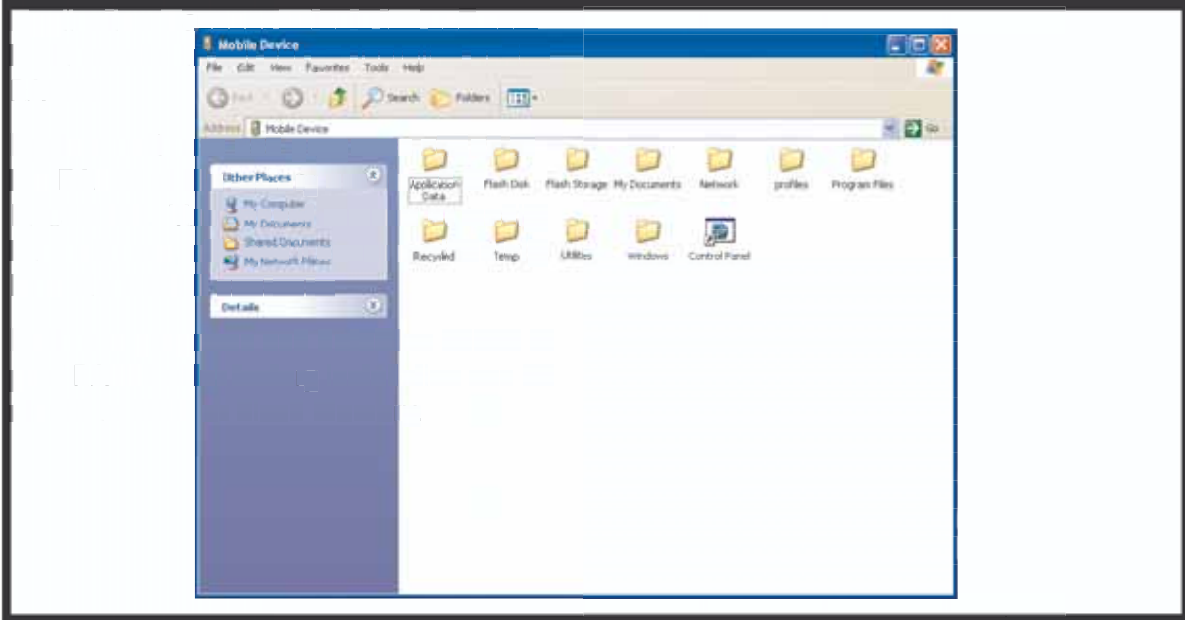 Mobile Device
File Edit View Favorites Tools Help
Search Folders
Address Mobile Device Go
Other Places
My Computer
My Documents
Shared Documents
My Network Places
Details
Application Data
Flash Disk
Flash Storage
My Documents
Network
profiles
Program Files
Recycled
Temp
Utilities
Windows
Control Panel